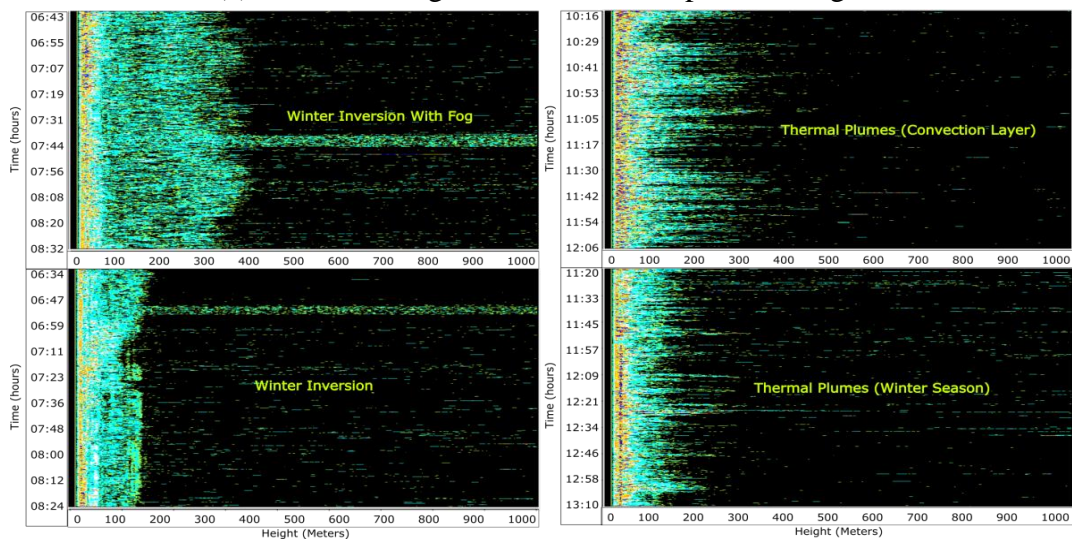 06:43
06:55
07:07
07:19
07:31
07:44
07:56
08:08
08:20
08:32
Time (hours)
Winter Inversion With Fog
0 100 200 300 400 500 600 700 800 900 1000
10:16
10:29
10:41
10:53
11:05
11:17
11:30
11:42
11:54
12:06
Time (hours)
Thermal Plumes (Convection Layer)
0 100 200 300 400 500 600 700 800 900 1000
06:34
06:47
06:59
07:11
07:23
07:36
07:48
08:00
08:12
08:24
Time (hours)
Winter Inversion
0 100 200 300 400 500 600 700 800 900 1000
Height (Meters)
11:20
11:33
11:45
11:57
12:09
12:21
12:34
12:46
12:58
13:10
Time (hours)
Thermal Plumes (Winter Season)
0 100 200 300 400 500 600 700 800 900 1000
Height (Meters)